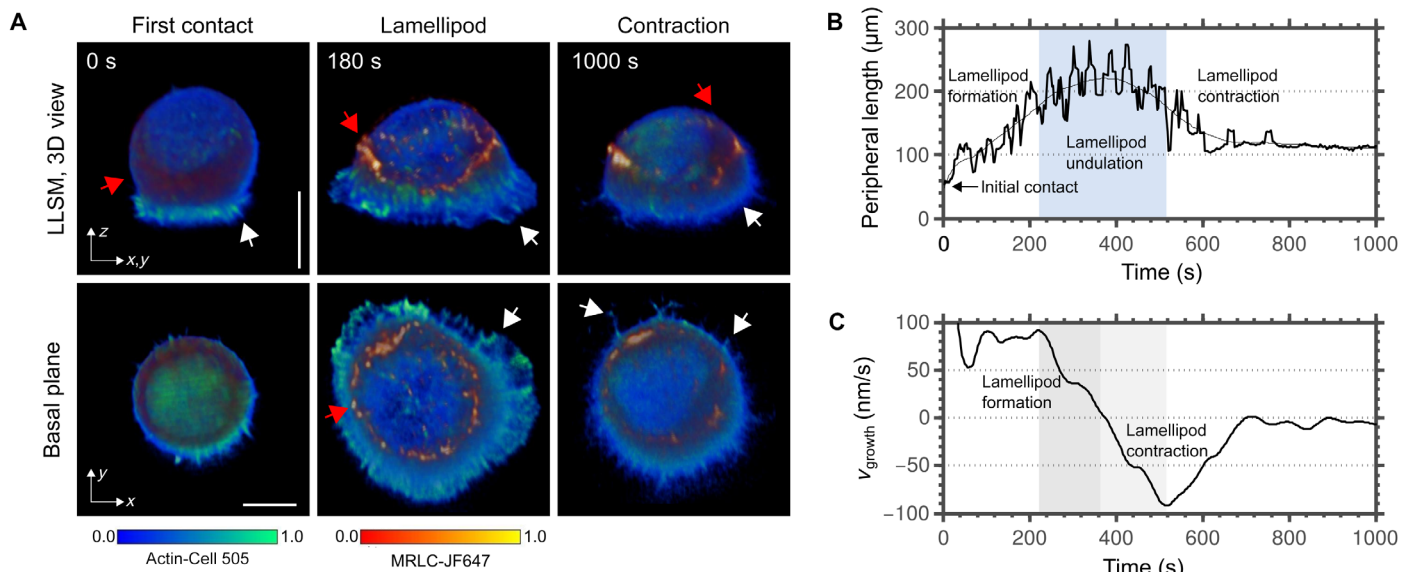 A
First contact
Lamellipod
Contraction
LLSM, 3D view
0 s
180 s
1000 s
z
x,y
Basal plane
y
x
0.0
1.0
Actin-Cell 505
0.0
1.0
MRLC-JF647
B
Peripheral length (µm)
300
200
100
0
Lamellipod
formation
Lamellipod
contraction
Lamellipod
undulation
Initial contact
0
200
400
600
800
1000
Time (s)
C
vgrowth (nm/s)
100
50
0
−50
−100
Lamellipod
formation
Lamellipod
contraction
0
200
400
600
800
1000
Time (s)